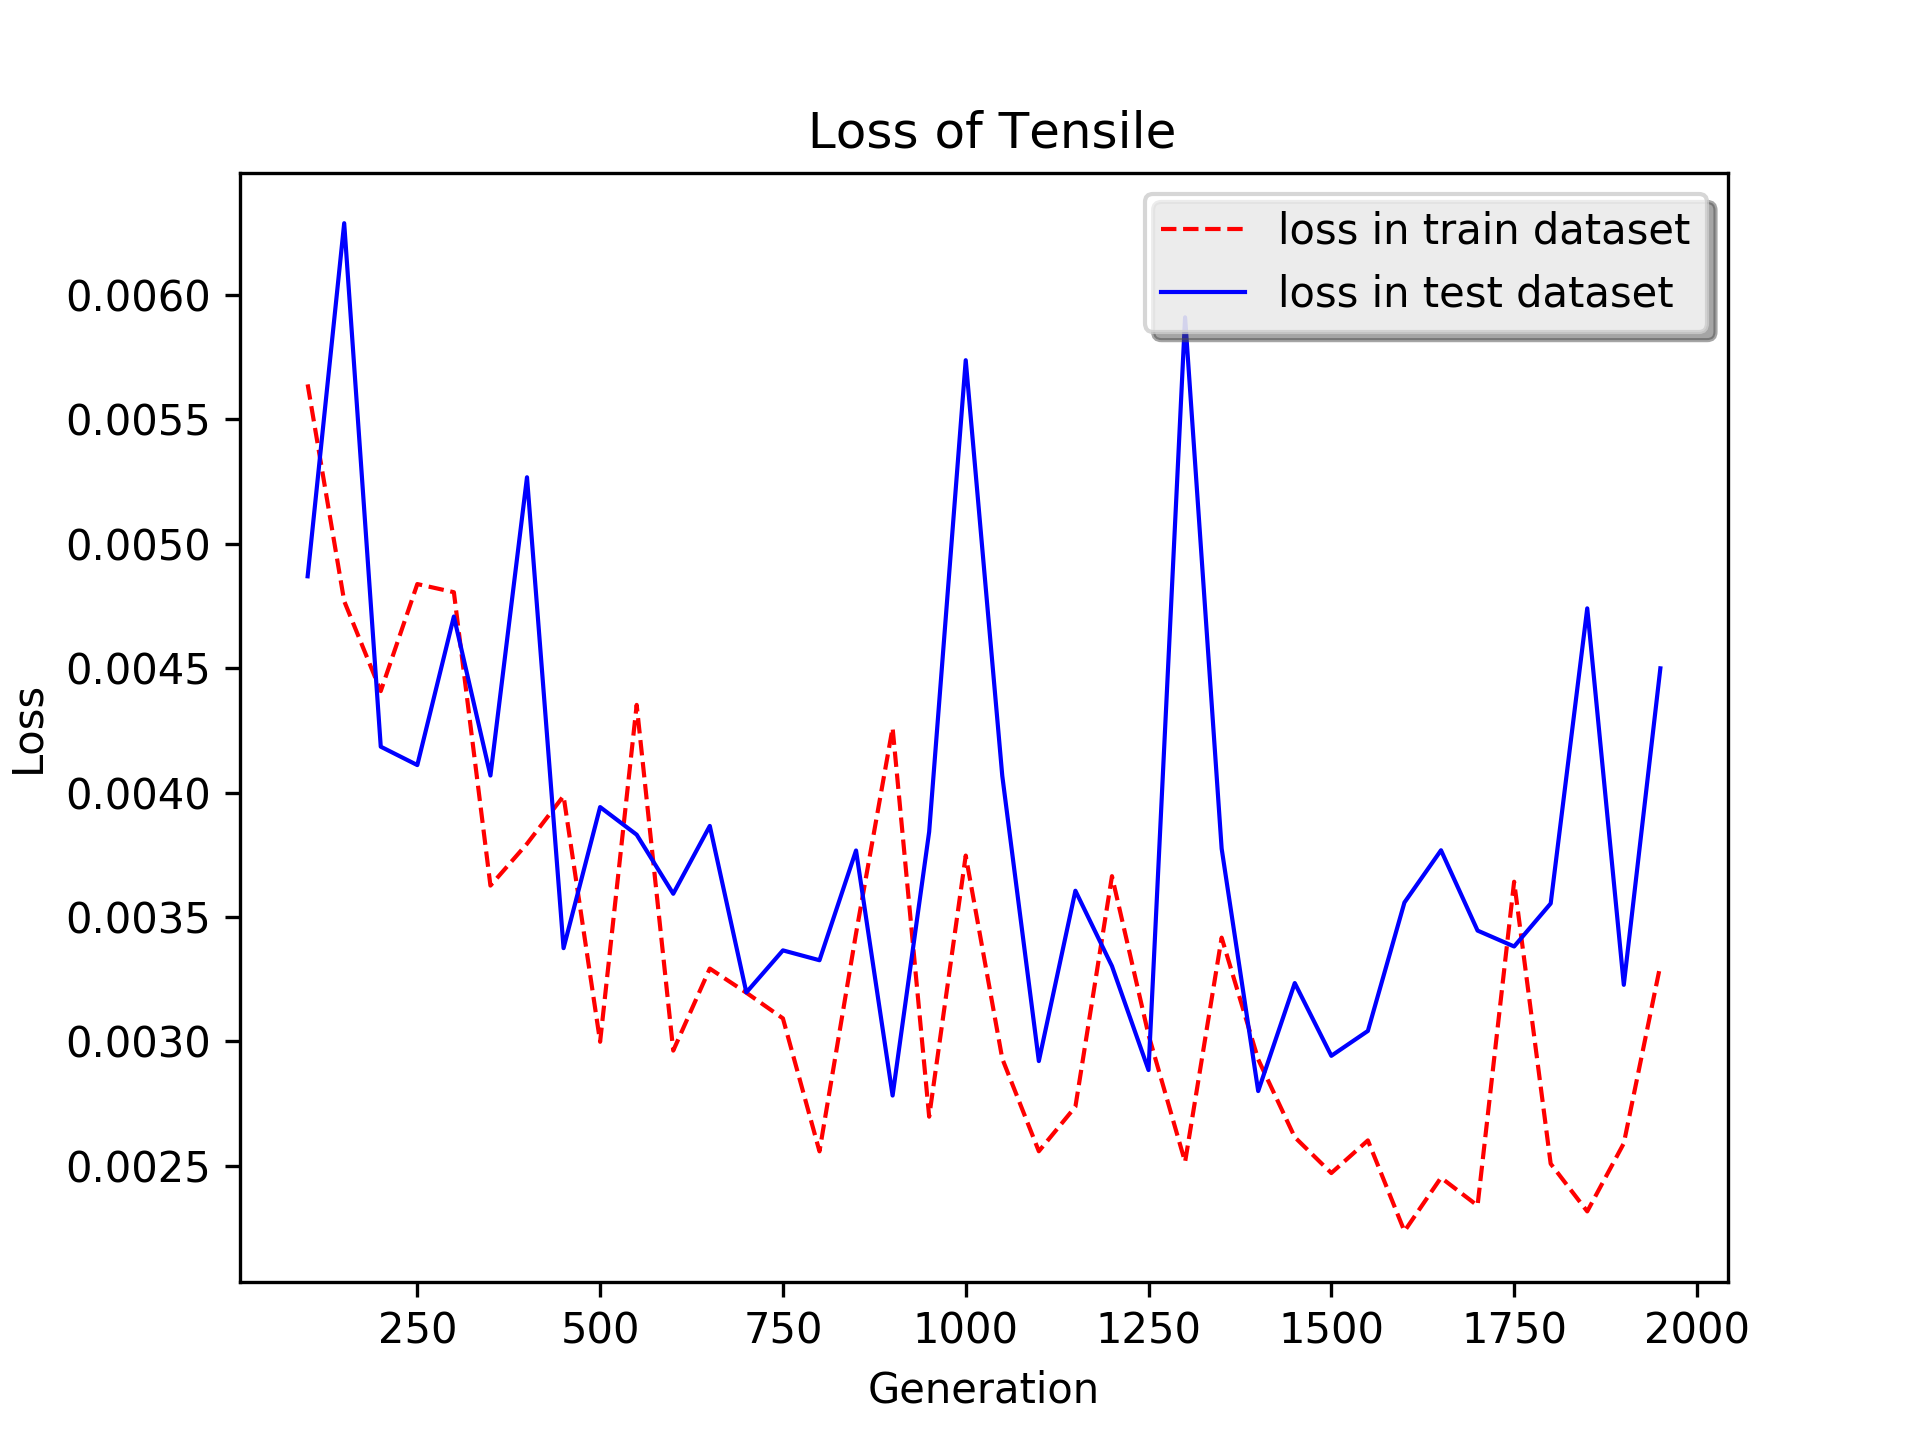 Loss of Tensile
loss in train dataset
loss in test dataset
0.0060
0.0055
0.0050
0.0045
0.0040
0.0035
0.0030
0.0025
Loss
250 500 750 1000 1250 1500 1750 2000
Generation